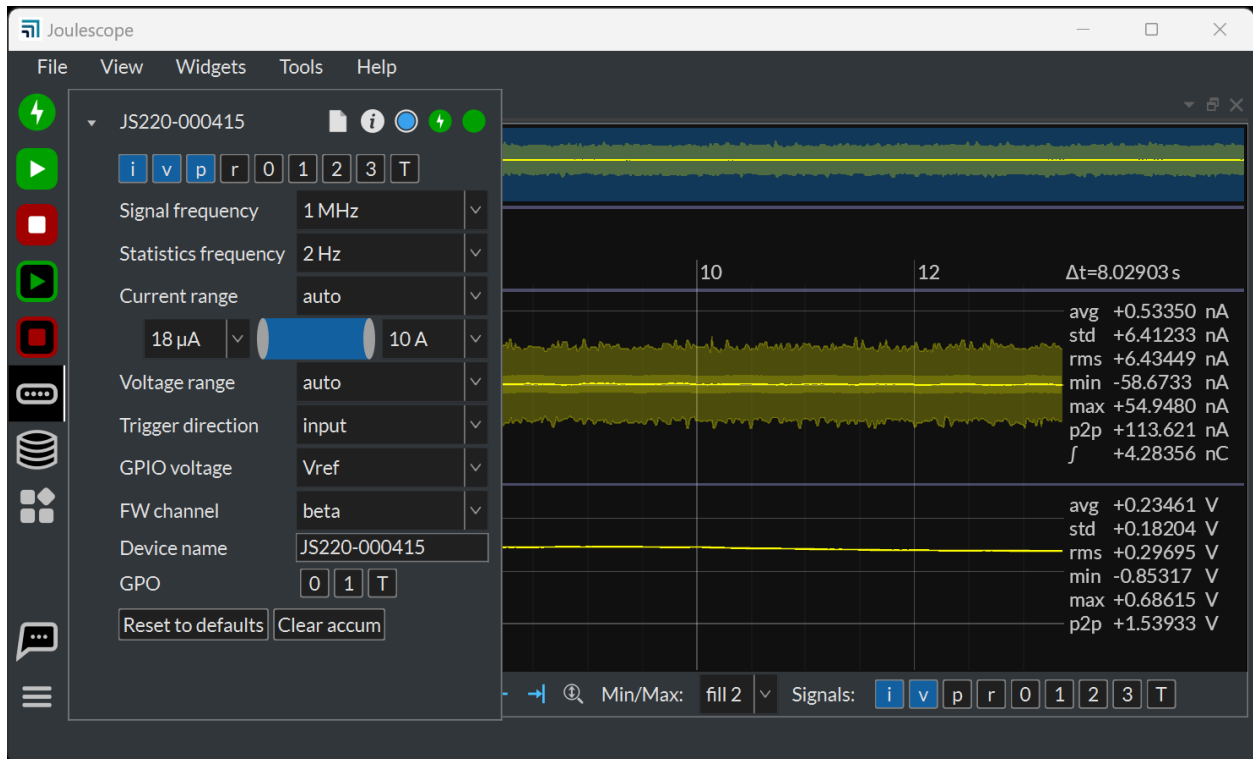 Joulescope
File View Widgets Tools Help
JS220-000415
i v p r 0 1 2 3 T
Signal frequency 1 MHz
Statistics frequency 2 Hz
Current range auto
18 µA 10 A
Voltage range auto
Trigger direction input
GPIO voltage Vref
FW channel beta
Device name JS220-000415
GPO 0 1 T
Reset to defaults Clear accum
10 12 Δt=8.02903 s
avg +0.53350 nA
std +6.41233 nA
rms +6.43449 nA
min -58.6733 nA
max +54.9480 nA
p2p +113.621 nA
∫ +4.28356 nC
avg +0.23461 V
std +0.18204 V
rms +0.29695 V
min -0.85317 V
max +0.68615 V
p2p +1.53933 V
Min/Max: fill 2 Signals: i v p r 0 1 2 3 T